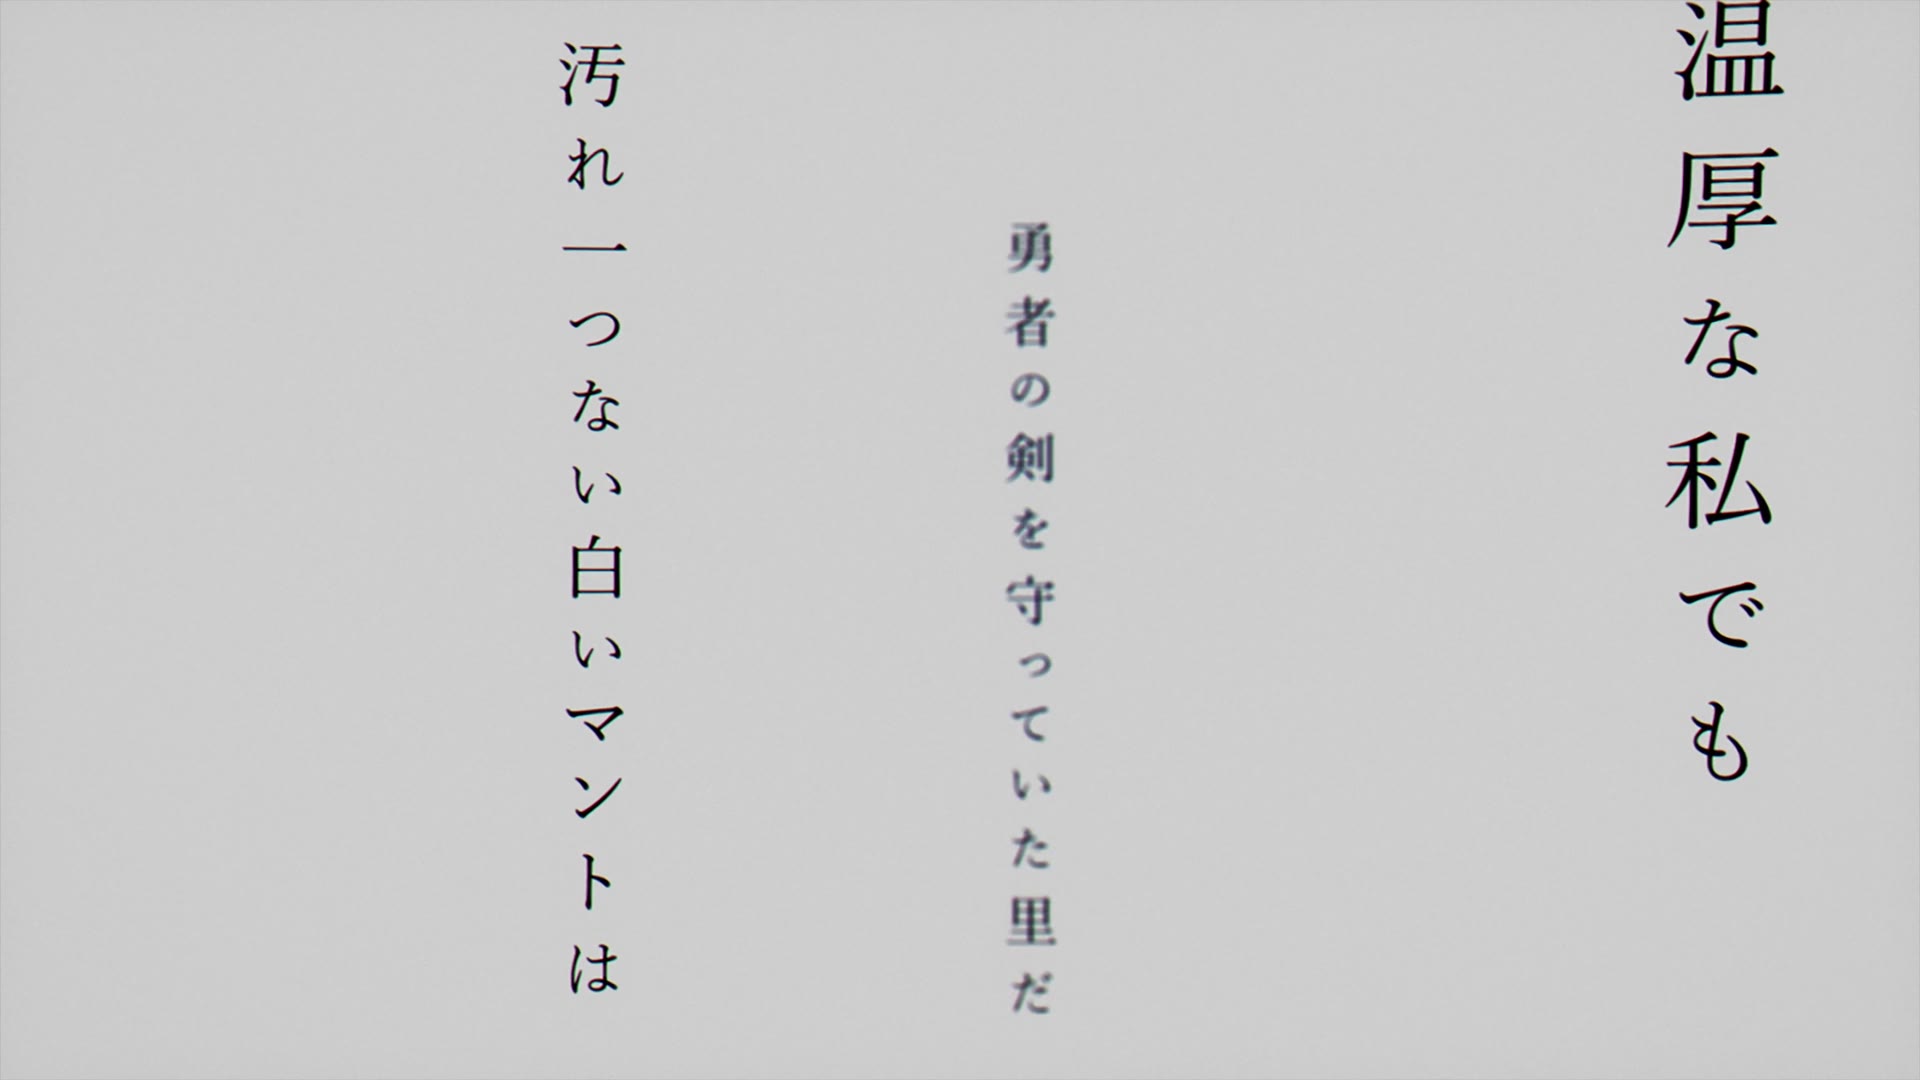 温厚な私でも
勇者の剣を守っていた里だ
汚れ一つない白いマントは